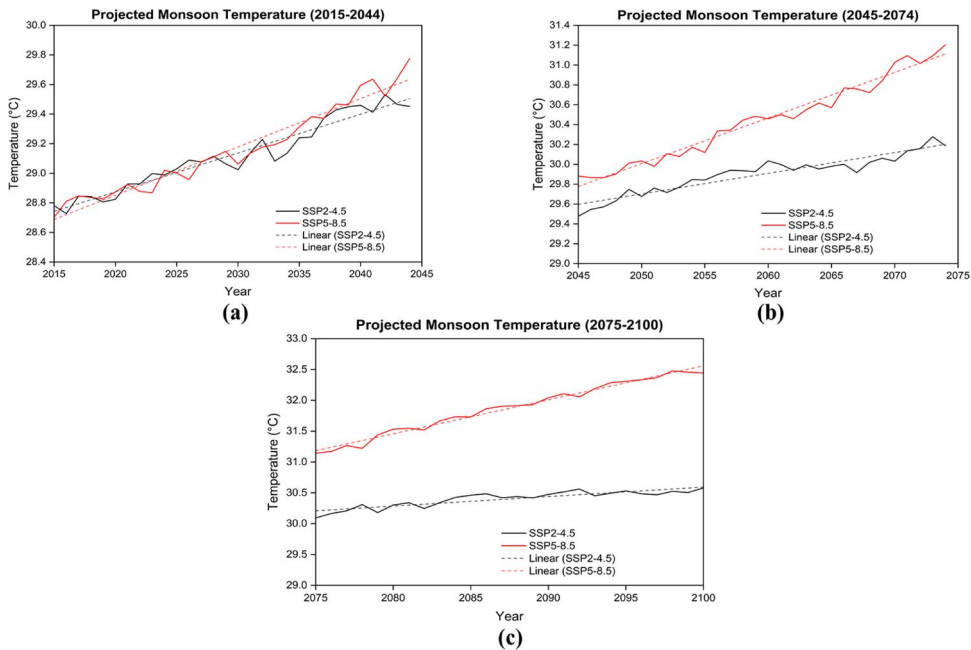 Projected Monsoon Temperature (2015-2044)
30.0
29.8
29.6
29.4
29.2
29.0
28.8
28.6
28.4
Temperature (°C)
SSP2-4.5
SSP5-8.5
Linear (SSP2-4.5)
Linear (SSP5-8.5)
2015 2020 2025 2030 2035 2040 2045
Year
(a)
Projected Monsoon Temperature (2045-2074)
31.4
31.2
31.0
30.8
30.6
30.4
30.2
30.0
29.8
29.6
29.4
29.2
29.0
Temperature (°C)
SSP2-4.5
SSP5-8.5
Linear (SSP2-4.5)
Linear (SSP5-8.5)
2045 2050 2055 2060 2065 2070 2075
Year
(b)
Projected Monsoon Temperature (2075-2100)
33.0
32.5
32.0
31.5
31.0
30.5
30.0
29.5
29.0
Temperature (°C)
SSP2-4.5
SSP5-8.5
Linear (SSP2-4.5)
Linear (SSP5-8.5)
2075 2080 2085 2090 2095 2100
Year
(c)